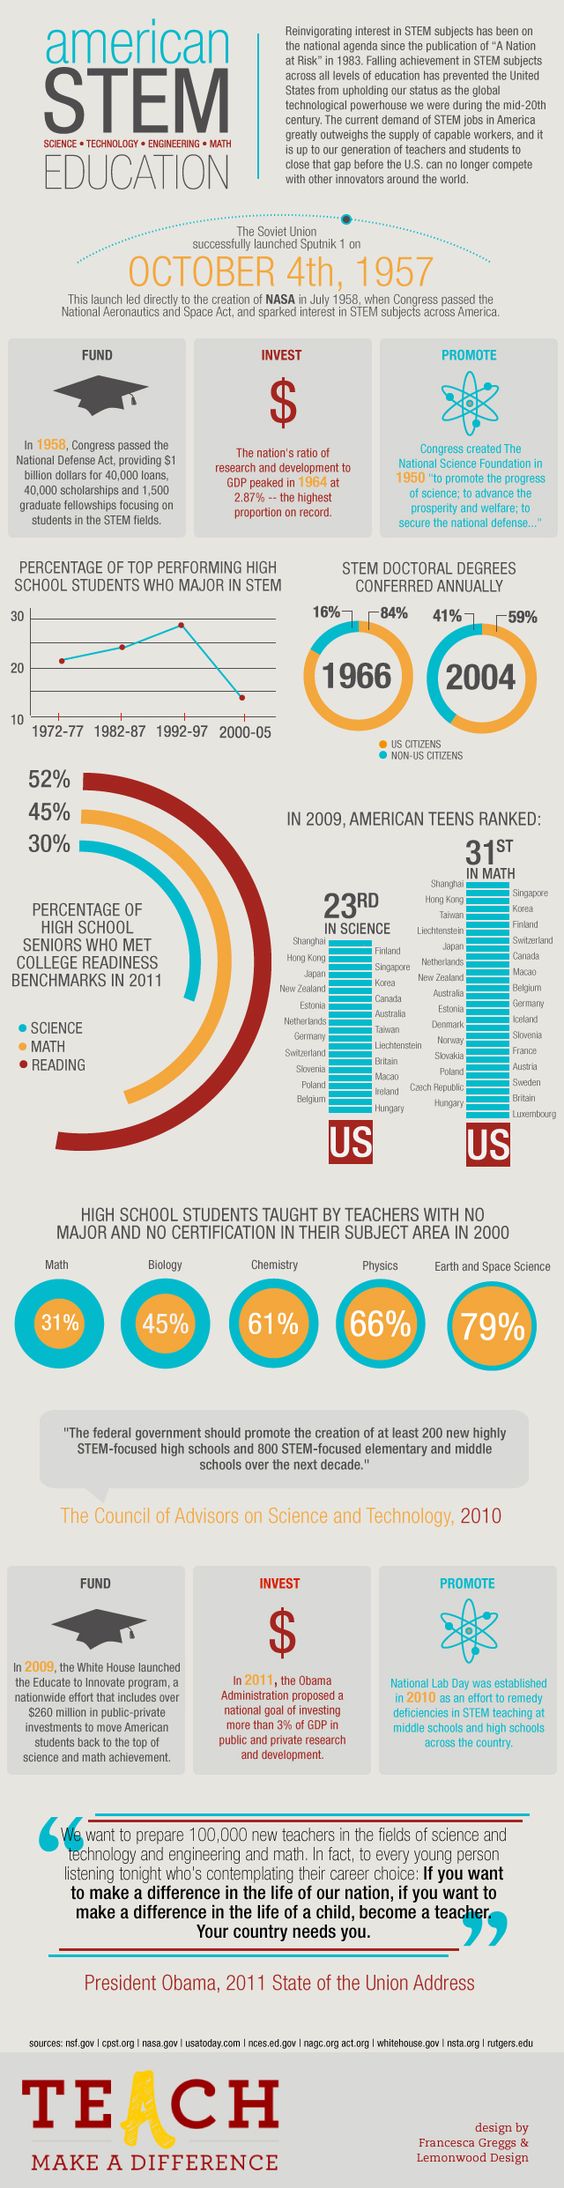 american
STEM
SCIENCE • TECHNOLOGY • ENGINEERING • MATH
EDUCATION
Reinvigorating interest in STEM subjects has been on
the national agenda since the publication of "A Nation
at Risk" in 1983. Falling achievement in STEM subjects
across all levels of education has prevented the United
States from upholding our status as the global
technological powerhouse we were during the mid-20th
century. The current demand of STEM jobs in America
greatly outweighs the supply of capable workers, and it
is up to our generation of teachers and students to
close that gap before the U.S. can no longer compete
with other innovators around the world.
The Soviet Union
successfully launched Sputnik 1 on
OCTOBER 4th, 1957
This launch led directly to the creation of NASA in July 1958, when Congress passed the
National Aeronautics and Space Act, and sparked interest in STEM subjects across America.
FUND
In 1958, Congress passed the
National Defense Act, providing $1
billion dollars for 40,000 loans,
40,000 scholarships and 1,500
graduate fellowships focusing on
students in the STEM fields.
INVEST
$
The nation's ratio of
research and development to
GDP peaked in 1964 at
2.87% -- the highest
proportion on record.
PROMOTE
Congress created The
National Science Foundation in
1950 "to promote the progress
of science; to advance the
prosperity and welfare; to
secure the national defense..."
PERCENTAGE OF TOP PERFORMING HIGH
SCHOOL STUDENTS WHO MAJOR IN STEM
30
20
10
1972-77 1982-87 1992-97 2000-05
STEM DOCTORAL DEGREES
CONFERRED ANNUALLY
16% 84% 41% 59%
1966 2004
US CITIZENS
NON-US CITIZENS
52%
45%
30%
PERCENTAGE OF
HIGH SCHOOL
SENIORS WHO MET
COLLEGE READINESS
BENCHMARKS IN 2011
• SCIENCE
• MATH
• READING
IN 2009, AMERICAN TEENS RANKED:
23RD
IN SCIENCE
Shanghai
Finland
Hong Kong
Singapore
Japan
Korea
New Zealand
Canada
Estonia
Australia
Netherlands
Taiwan
Germany
Liechtenstein
Switzerland
Britain
Slovenia
Macao
Poland
Ireland
Belgium
Hungary
US
31ST
IN MATH
Shanghai
Singapore
Hong Kong
Korea
Taiwan
Finland
Liechtenstein
Switzerland
Japan
Canada
Netherlands
Macao
New Zealand
Belgium
Australia
Germany
Estonia
Iceland
Denmark
Slovenia
Norway
France
Slovakia
Austria
Poland
Sweden
Czech Republic
Britain
Hungary
Luxembourg
US
HIGH SCHOOL STUDENTS TAUGHT BY TEACHERS WITH NO
MAJOR AND NO CERTIFICATION IN THEIR SUBJECT AREA IN 2000
Math Biology Chemistry Physics Earth and Space Science
31% 45% 61% 66% 79%
"The federal government should promote the creation of at least 200 new highly
STEM-focused high schools and 800 STEM-focused elementary and middle
schools over the next decade."
The Council of Advisors on Science and Technology, 2010
FUND
In 2009, the White House launched
the Educate to Innovate program, a
nationwide effort that includes over
$260 million in public-private
investments to move American
students back to the top of
science and math achievement.
INVEST
$
In 2011, the Obama
Administration proposed a
national goal of investing
more than 3% of GDP in
public and private research
and development.
PROMOTE
National Lab Day was established
in 2010 as an effort to remedy
deficiencies in STEM teaching at
middle schools and high schools
across the country.
“We want to prepare 100,000 new teachers in the fields of science and
technology and engineering and math. In fact, to every young person
listening tonight who's contemplating their career choice: If you want
to make a difference in the life of our nation, if you want to
make a difference in the life of a child, become a teacher.
Your country needs you.”
President Obama, 2011 State of the Union Address
sources: nsf.gov | cpst.org | nasa.gov | usatoday.com | nces.ed.gov | nagc.org act.org | whitehouse.gov | nsta.org | rutgers.edu
TEACH
MAKE A DIFFERENCE
design by
Francesca Greggs &
Lemonwood Design